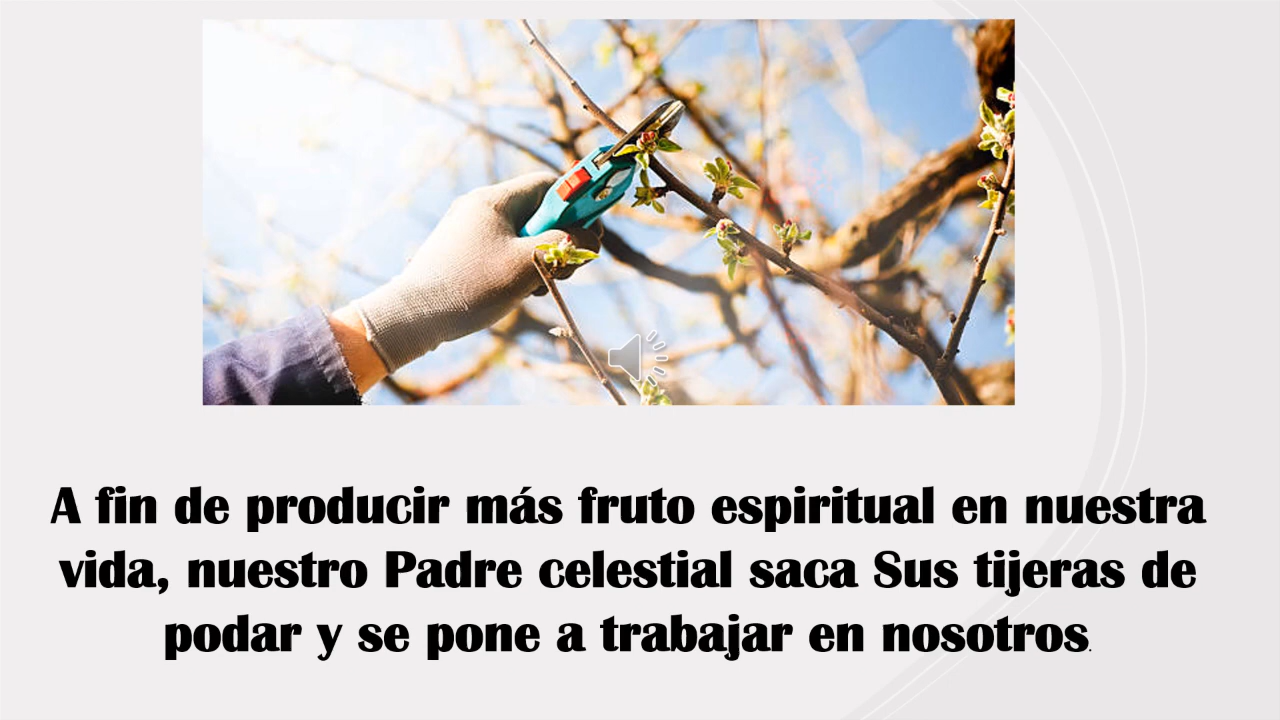 A fin de producir más fruto espiritual en nuestra
vida, nuestro Padre celestial saca Sus tijeras de
podar y se pone a trabajar en nosotros.